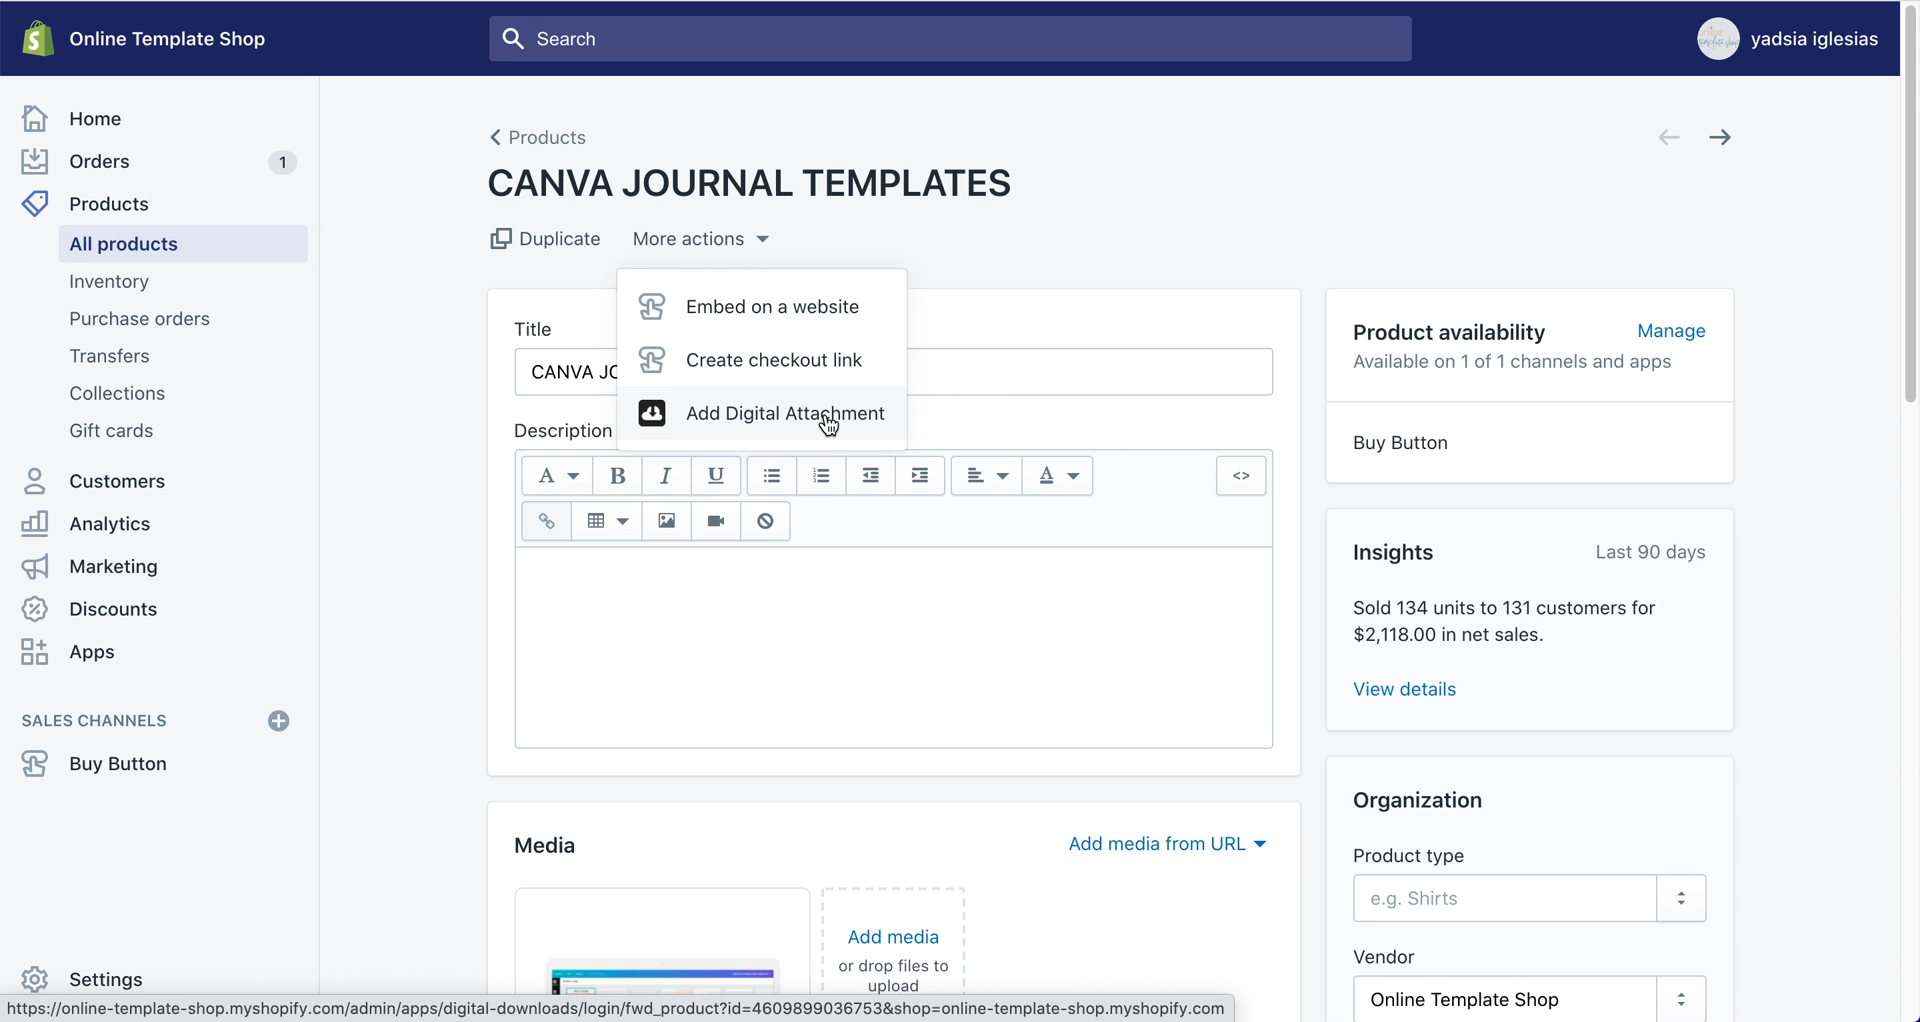 Online Template Shop
Search
yadsia iglesias
Home
Orders
1
Products
All products
Inventory
Purchase orders
Transfers
Collections
Gift cards
Customers
Analytics
Marketing
Discounts
Apps
SALES CHANNELS
Buy Button
Settings
Products
CANVA JOURNAL TEMPLATES
Duplicate
More actions
Embed on a website
Create checkout link
Add Digital Attachment
Title
CANVA JO
Description
A
B
I
U
A
<>
Media
Add media from URL
Add media
or drop files to
upload
Product availability
Manage
Available on 1 of 1 channels and apps
Buy Button
Insights
Last 90 days
Sold 134 units to 131 customers for
$2,118.00 in net sales.
View details
Organization
Product type
e.g. Shirts
Vendor
Online Template Shop
https://online-template-shop.myshopify.com/admin/apps/digital-downloads/login/fwd_product?id=4609899036753&shop=online-template-shop.myshopify.com